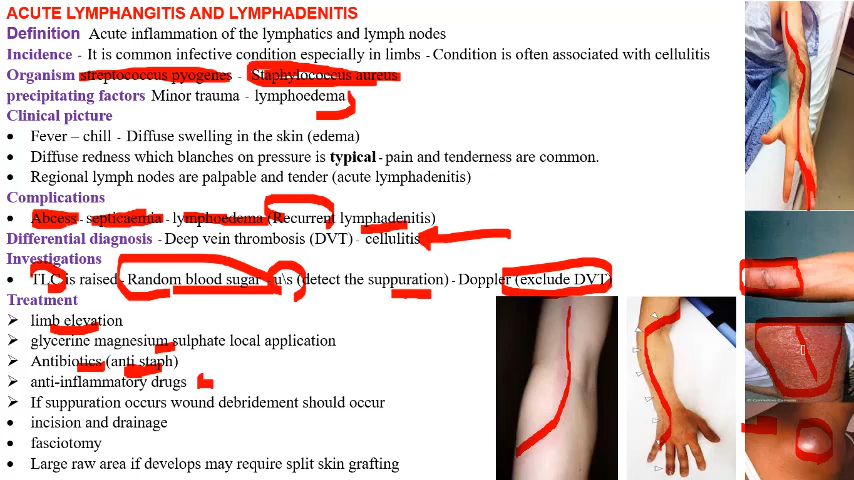 ACUTE LYMPHANGITIS AND LYMPHADENITIS
Definition Acute inflammation of the lymphatics and lymph nodes
Incidence - It is common infective condition especially in limbs - Condition is often associated with cellulitis
Organism streptococcus pyogenes - Staphylococcus aureus
precipitating factors Minor trauma - lymphoedema
Clinical picture
• Fever – chill - Diffuse swelling in the skin (edema)
• Diffuse redness which blanches on pressure is typical - pain and tenderness are common.
• Regional lymph nodes are palpable and tender (acute lymphadenitis)
Complications
• Abcess - septicaemia - lymphoedema (Recurrent lymphadenitis)
Differential diagnosis - Deep vein thrombosis (DVT) - cellulitis
Investigations
• TLC is raised - Random blood sugar - u\s (detect the suppuration) - Doppler (exclude DVT)
Treatment
➢ limb elevation
➢ glycerine magnesium sulphate local application
➢ Antibiotics (anti staph)
➢ anti-inflammatory drugs
➢ If suppuration occurs wound debridement should occur
• incision and drainage
• fasciotomy
• Large raw area if develops may require split skin grafting